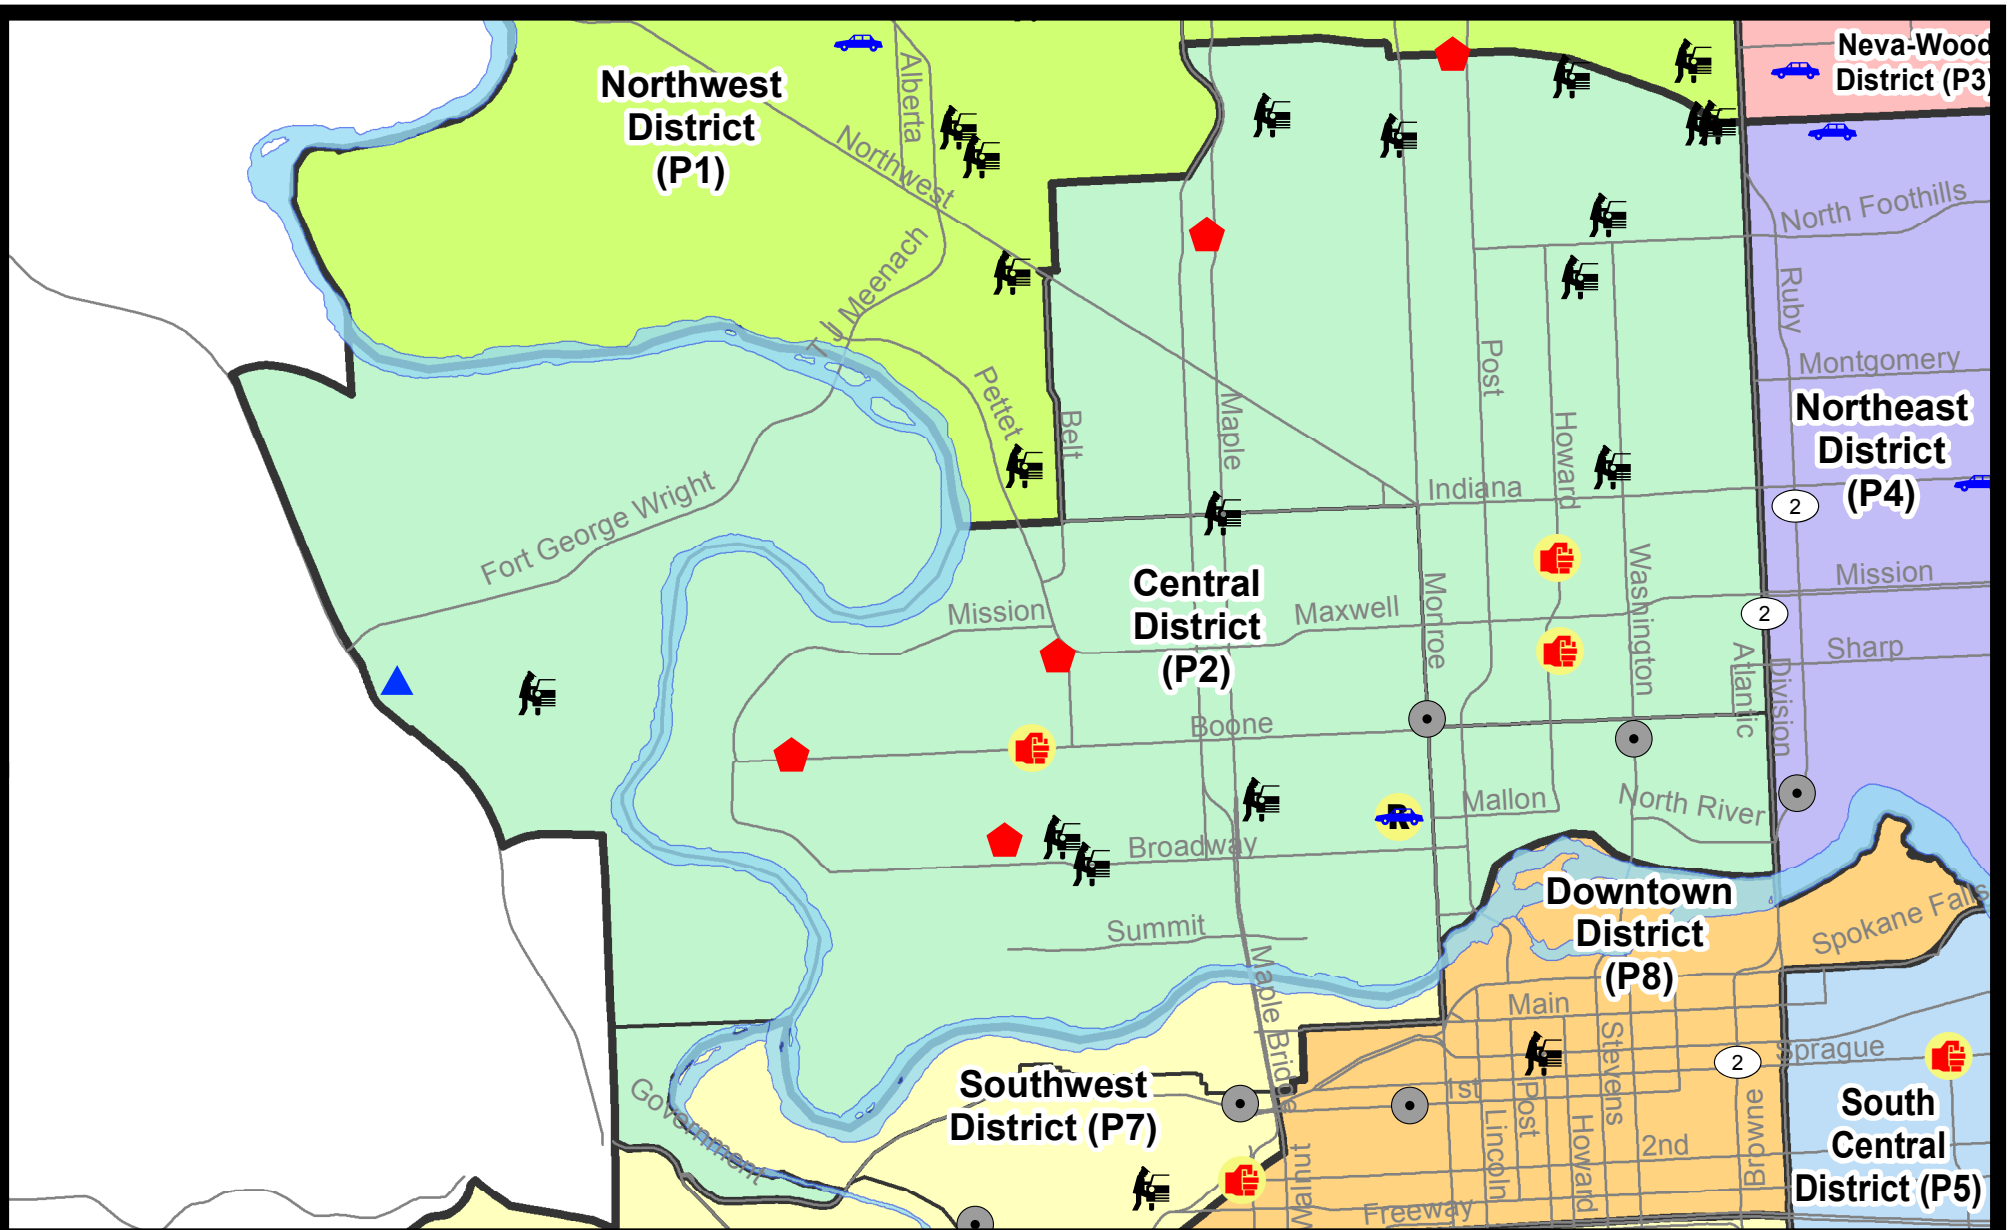 Northwest
District
(P1)
Neva-Wood
District (P3)
Alberta
Northwest
North Foothills
T J Meenach
Ruby
Montgomery
Post
Pettet
Belt
Maple
Howard
Northeast
District
(P4)
Indiana
2
Fort George Wright
Mission
Washington
Central
District
(P2)
Monroe
Mission
Maxwell
2
Sharp
Atlantic
Division
Boone
R
Mallon
North River
Broadway
Downtown
District
(P8)
Summit
Spokane Falls
Maple Bridge
Main
Stevens
2
Sprague
Southwest
District (P7)
1st
Post
Lincoln
Howard
Browne
South
Central
District (P5)
Government
2nd
Walnut
Freeway